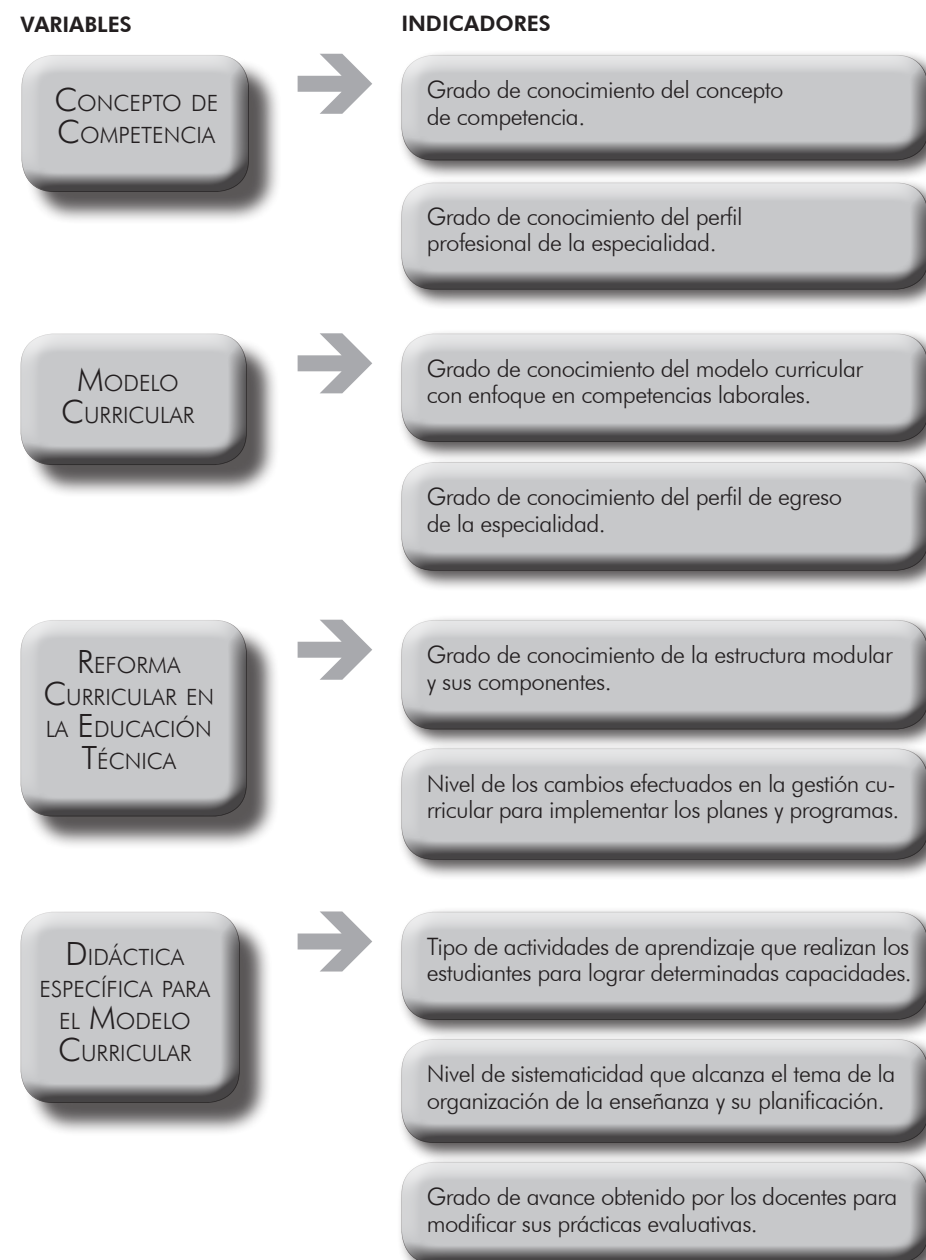 VARIABLES
INDICADORES
CONCEPTO DE
COMPETENCIA
Grado de conocimiento del concepto
de competencia.
Grado de conocimiento del perfil
profesional de la especialidad.
MODELO
CURRICULAR
Grado de conocimiento del modelo curricular
con enfoque en competencias laborales.
Grado de conocimiento del perfil de egreso
de la especialidad.
REFORMA
CURRICULAR EN
LA EDUCACIÓN
TÉCNICA
Grado de conocimiento de la estructura modular
y sus componentes.
Nivel de los cambios efectuados en la gestión cu-
rricular para implementar los planes y programas.
DIDÁCTICA
ESPECÍFICA PARA
EL MODELO
CURRICULAR
Tipo de actividades de aprendizaje que realizan los
estudiantes para lograr determinadas capacidades.
Nivel de sistematicidad que alcanza el tema de la
organización de la enseñanza y su planificación.
Grado de avance obtenido por los docentes para
modificar sus prácticas evaluativas.